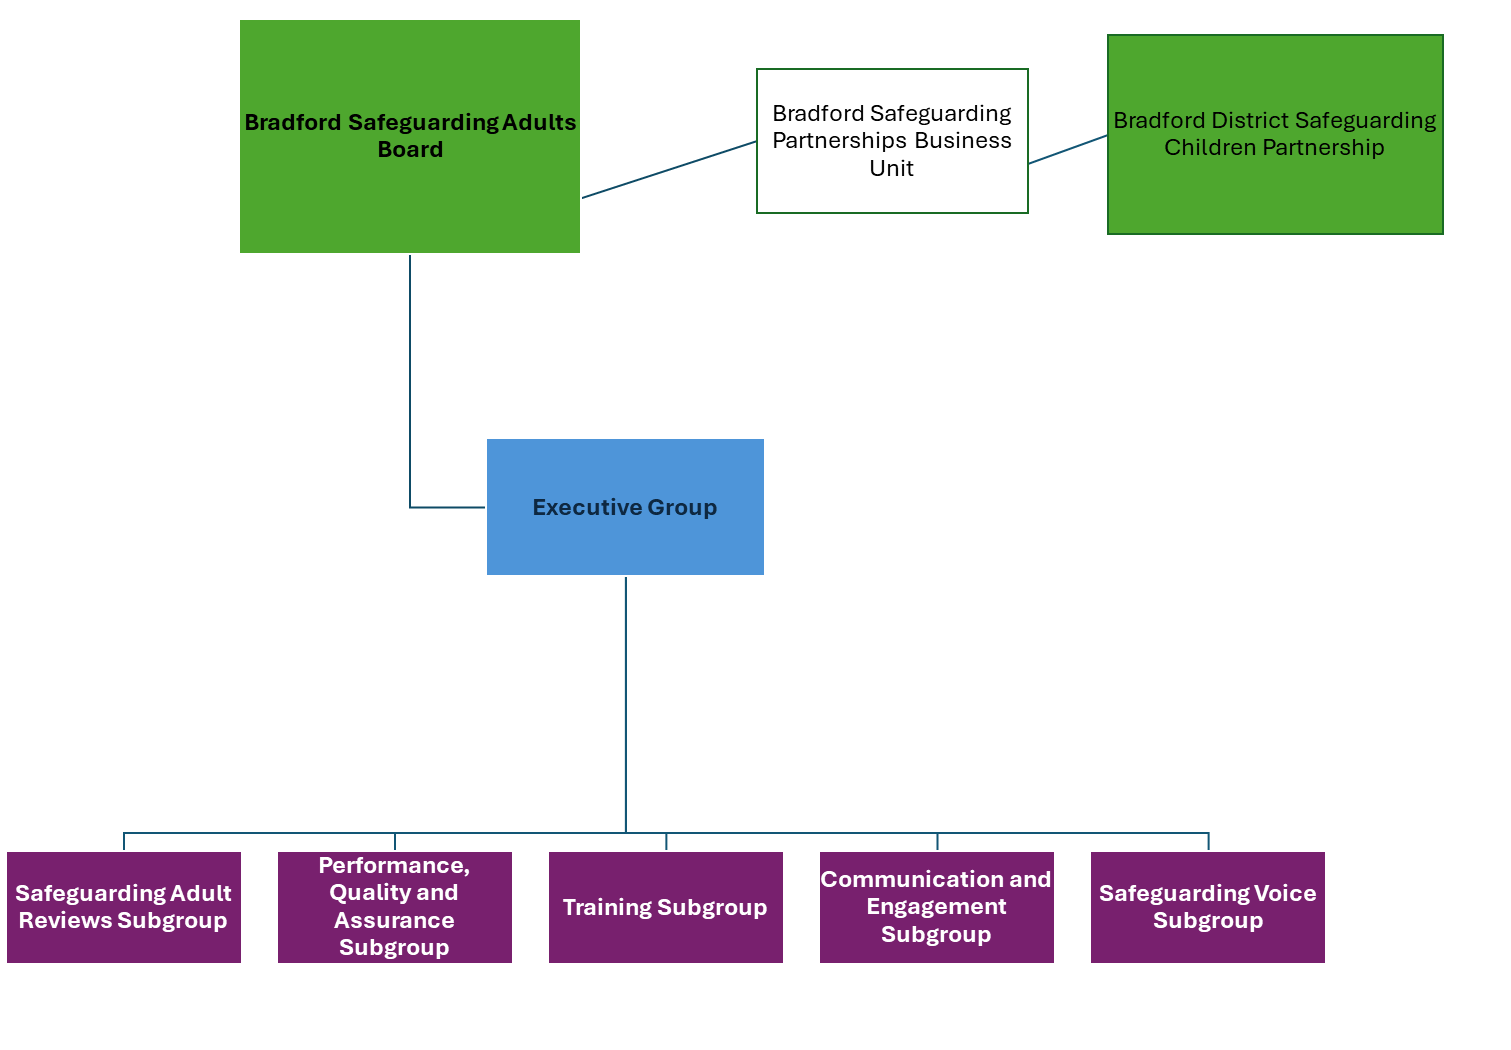 Bradford Safeguarding Adults
Board
Bradford Safeguarding
Partnerships Business
Unit
Bradford District Safeguarding
Children Partnership
Executive Group
Safeguarding Adult
Reviews Subgroup
Performance,
Quality and
Assurance
Subgroup
Training Subgroup
Communication and
Engagement
Subgroup
Safeguarding Voice
Subgroup